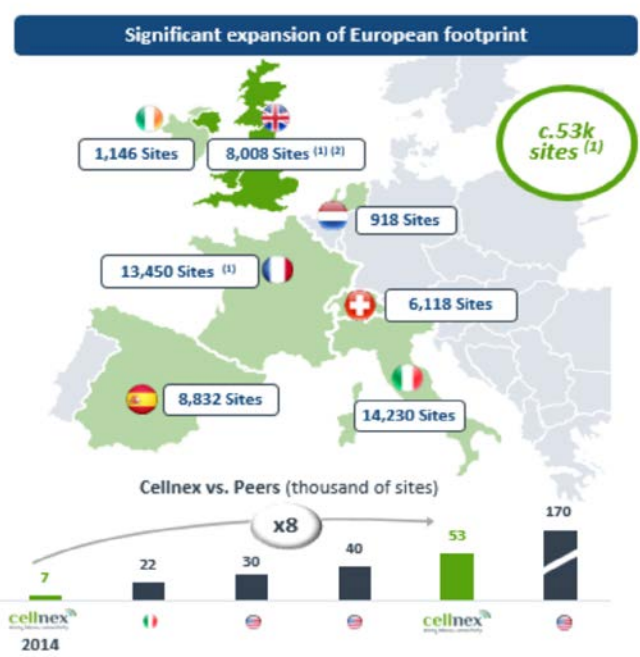 Significant expansion of European footprint
c.53k
sites (1)
1,146 Sites
8,008 Sites (1) (2)
918 Sites
13,450 Sites (1)
6,118 Sites
8,832 Sites
14,230 Sites
Cellnex vs. Peers (thousand of sites)
x8
7
22
30
40
53
170
cellnex
cellnex
2014